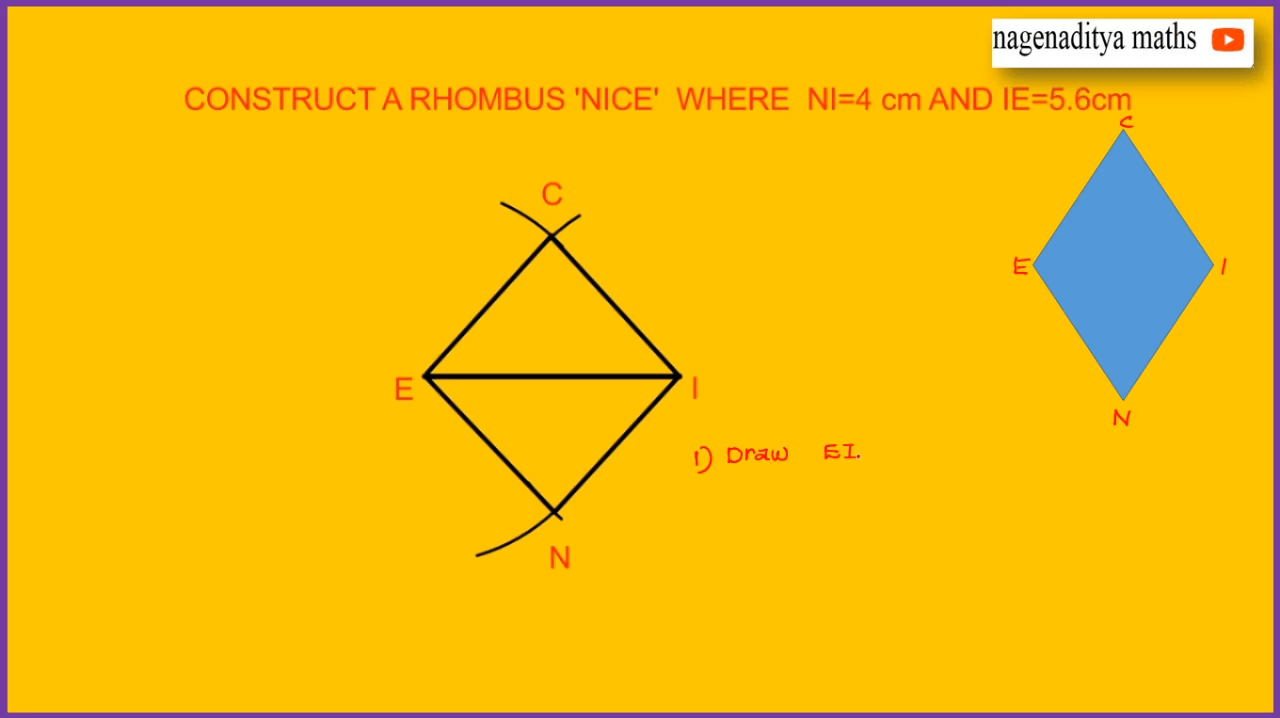 nagenaditya maths
CONSTRUCT A RHOMBUS 'NICE' WHERE NI=4 cm AND IE=5.6cm
C
E I
N
C
E I
N
1) Draw EI.